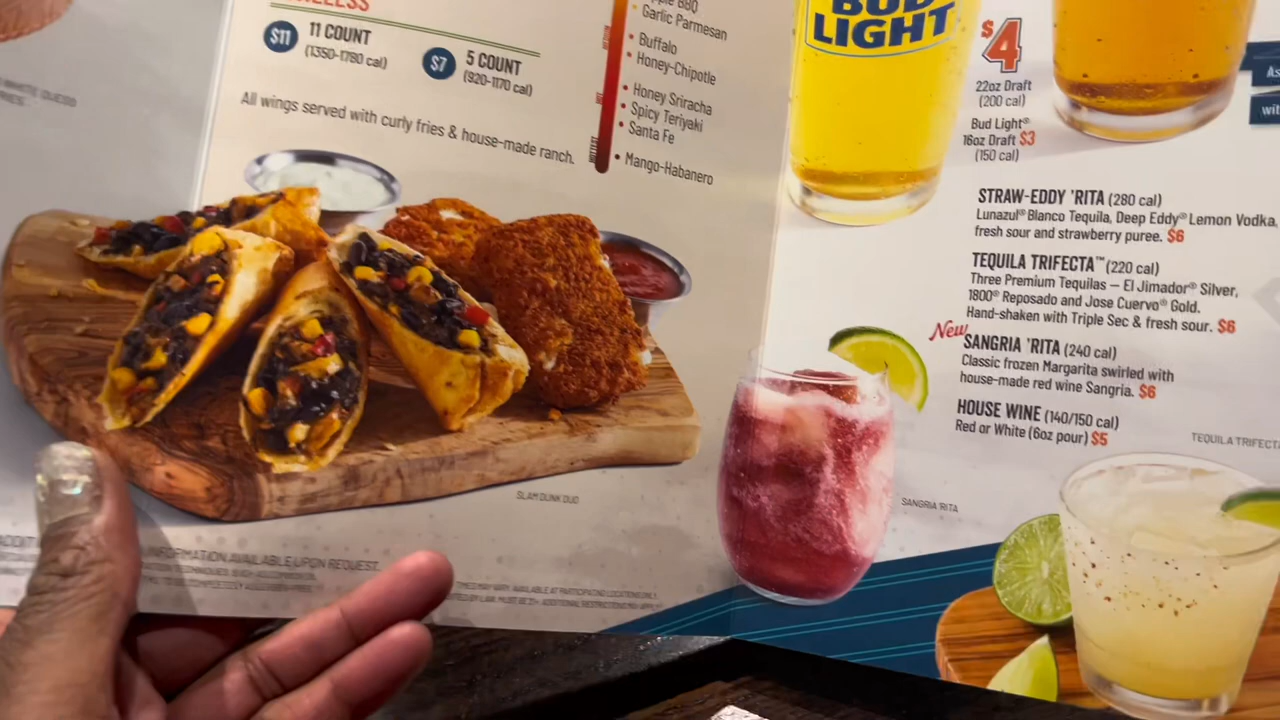 $11
11 COUNT
(1350-1780 cal)
$7
5 COUNT
(920-1170 cal)
All wings served with curly fries & house-made ranch.
Garlic Parmesan
Buffalo
Honey-Chipotle
Honey Sriracha
Spicy Teriyaki
Santa Fe
Mango-Habanero
SLAM DUNK DUO
INFORMATION AVAILABLE UPON REQUEST.
BUD
LIGHT
$4
22oz Draft
(200 cal)
Bud Light®
16oz Draft $3
(150 cal)
STRAW-EDDY 'RITA (280 cal)
Lunazul® Blanco Tequila, Deep Eddy® Lemon Vodka,
fresh sour and strawberry puree. $6
TEQUILA TRIFECTA™ (220 cal)
Three Premium Tequilas – El Jimador® Silver,
1800® Reposado and Jose Cuervo® Gold.
Hand-shaken with Triple Sec & fresh sour. $6
New
SANGRIA 'RITA (240 cal)
Classic frozen Margarita swirled with
house-made red wine Sangria. $6
HOUSE WINE (140/150 cal)
Red or White (6oz pour) $5
SANGRIA 'RITA
TEQUILA TRIFECTA